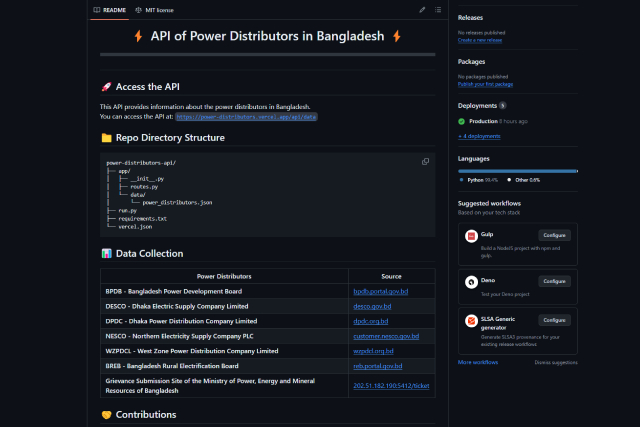 README
MIT license
API of Power Distributors in Bangladesh
Access the API
This API provides information about the power distributors in Bangladesh.
You can access the API at: https://power-distributors.vercel.app/api/data
Repo Directory Structure
power-distributors-api/
├── app/
│   ├── __init__.py
│   ├── routes.py
│   └── data/
│       └── power_distributors.json
├── run.py
├── requirements.txt
└── vercel.json
Data Collection
Power Distributors Source
BPDB - Bangladesh Power Development Board bpdb.portal.gov.bd
DESCO - Dhaka Electric Supply Company Limited desco.gov.bd
DPDC - Dhaka Power Distribution Company Limited dpdc.org.bd
NESCO - Northern Electricity Supply Company PLC customer.nesco.gov.bd
WZPDCL - West Zone Power Distribution Company Limited wzpdcl.org.bd
BREB - Bangladesh Rural Electrification Board reb.portal.gov.bd
Grievance Submission Site of the Ministry of Power, Energy and Mineral
Resources of Bangladesh 202.51.182.190:5412/ticket
Contributions
Releases
No releases published
Create a new release
Packages
No packages published
Publish your first package
Deployments 5
Production 8 hours ago
+ 4 deployments
Languages
Python 99.4% Other 0.6%
Suggested workflows
Based on your tech stack
Gulp Configure
Build a NodeJS project with npm and
gulp.
Deno Configure
Test your Deno project
SLSA Generic
generator Configure
Generate SLSA3 provenance for your
existing release workflows
More workflows Dismiss suggestions